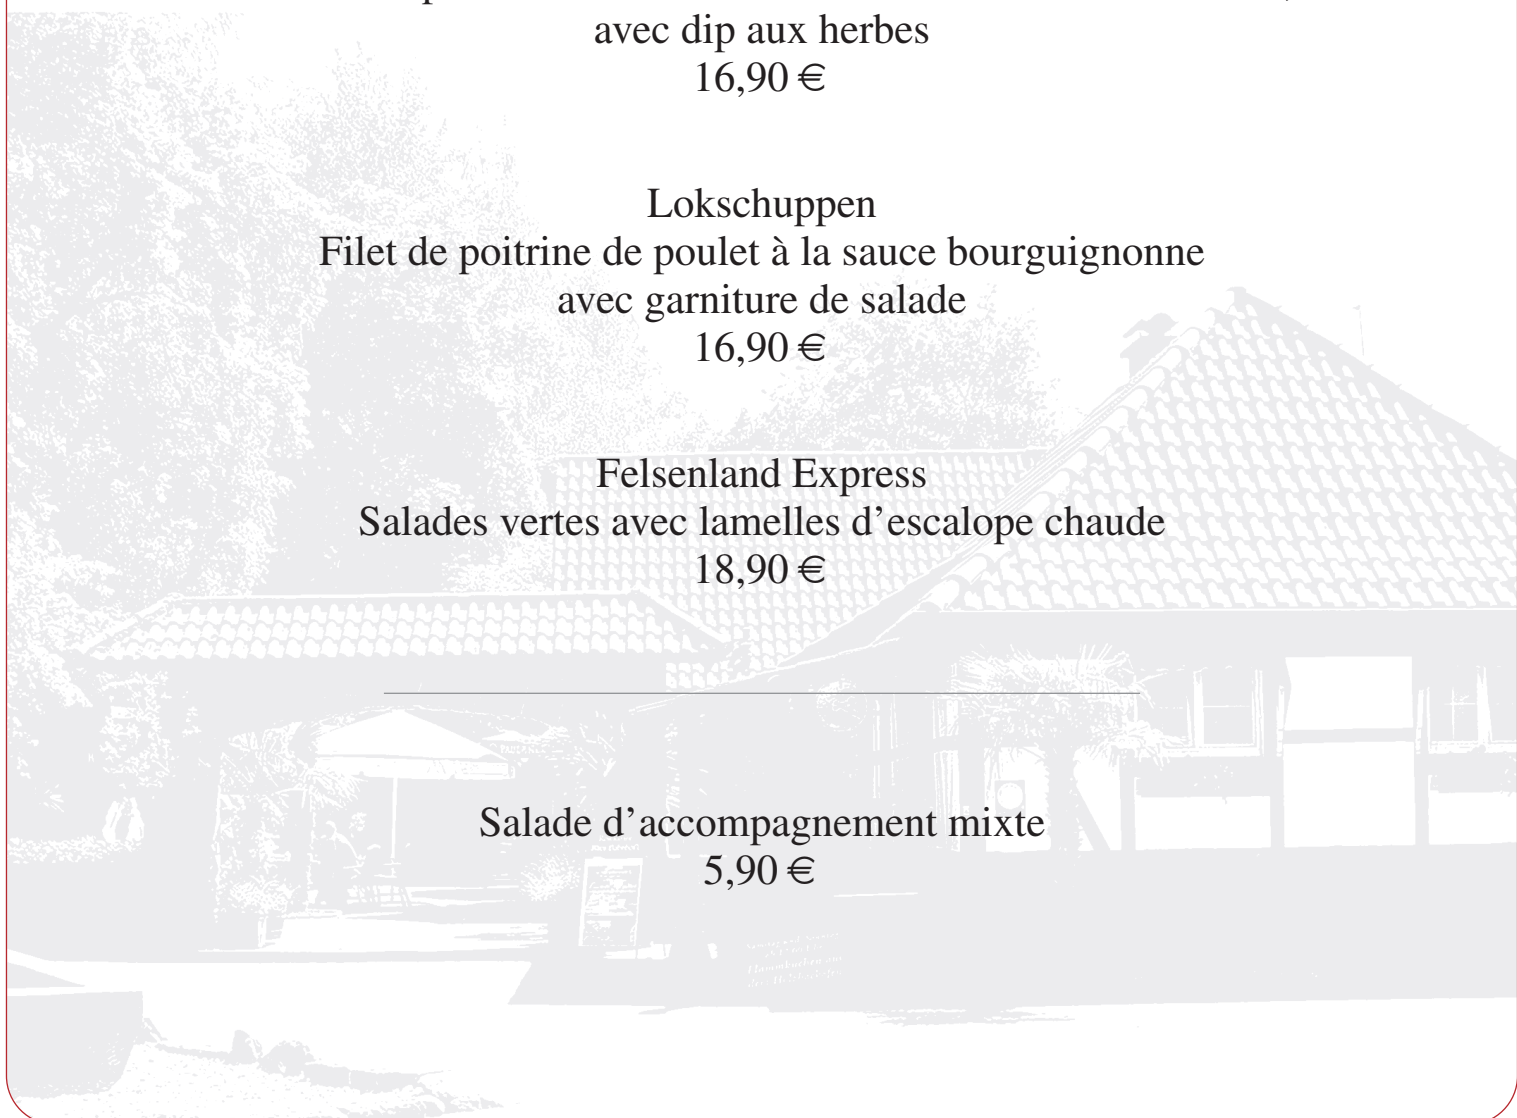 avec dip aux herbes
16,90 €
Lokschuppen
Filet de poitrine de poulet à la sauce bourguignonne
avec garniture de salade
16,90 €
Felsenland Express
Salades vertes avec lamelles d’escalope chaude
18,90 €
Salade d’accompagnement mixte
5,90 €